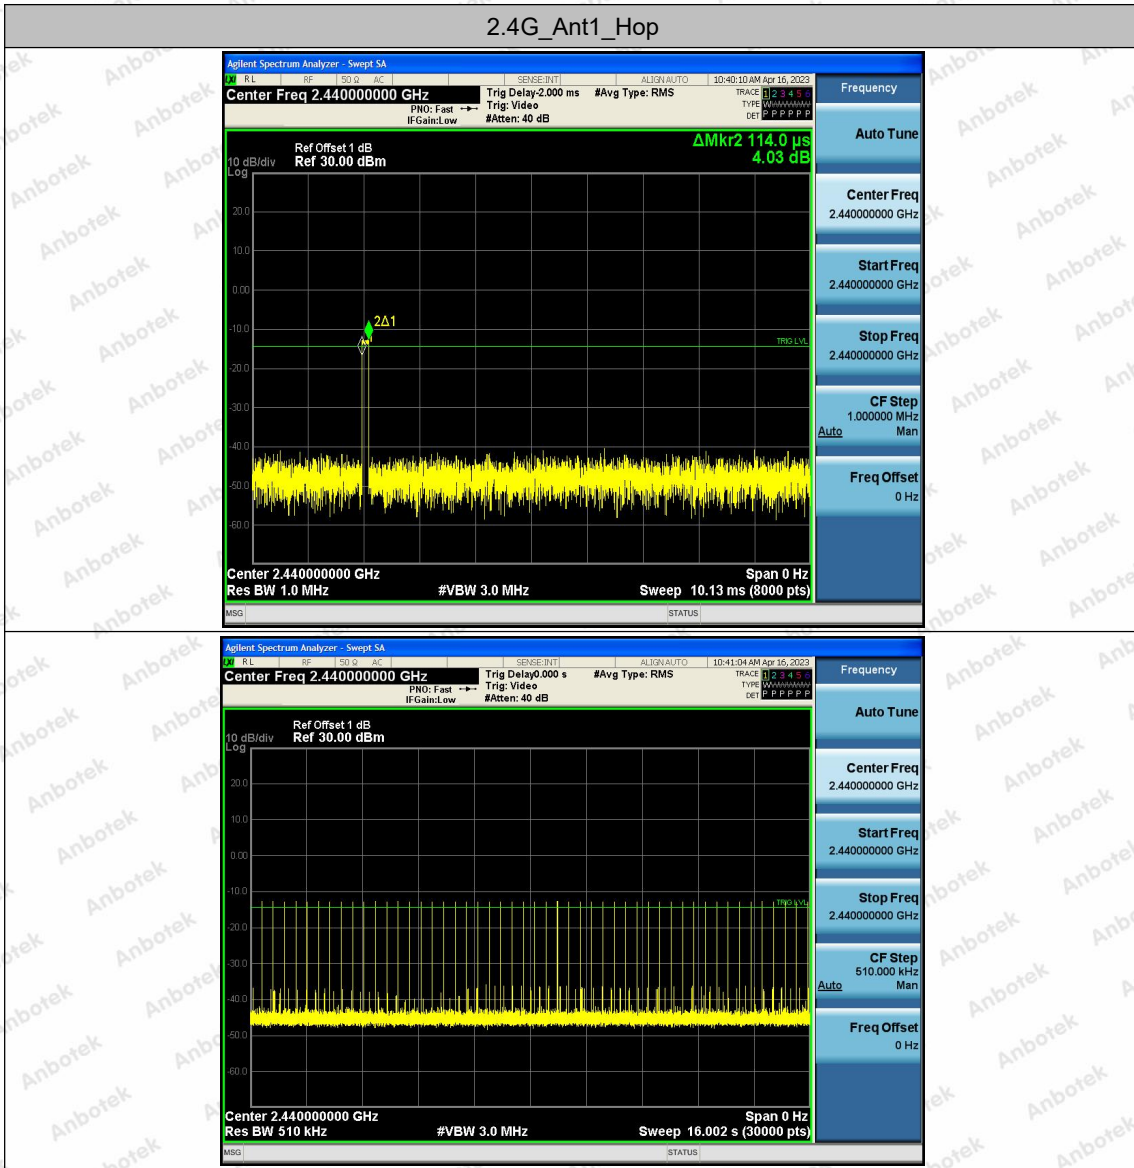 2.4G_Ant1_Hop
Agilent Spectrum Analyzer - Swept SA
LXI RL RF 50 Ω AC SENSE:INT ALIGNAUTO 10:40:10 AM Apr 16, 2023
Center Freq 2.440000000 GHz Trig Delay-2.000 ms #Avg Type: RMS TRACE 1 2 3 4 5 6
PNO: Fast Trig: Video TYPE WWWWWW
IFGain:Low #Atten: 40 dB DET P P P P P P
Frequency
Auto Tune
Center Freq
2.440000000 GHz
Start Freq
2.440000000 GHz
Stop Freq
2.440000000 GHz
CF Step
1.000000 MHz
Auto Man
Freq Offset
0 Hz
ΔMkr2 114.0 µs
4.03 dB
Ref Offset 1 dB
10 dB/div Ref 30.00 dBm
Log
20.0
10.0
0.00
2Δ1
-10.0
TRIG LVL
-20.0
-30.0
-40.0
-50.0
-60.0
Center 2.440000000 GHz Span 0 Hz
Res BW 1.0 MHz #VBW 3.0 MHz Sweep 10.13 ms (8000 pts)
MSG STATUS
Agilent Spectrum Analyzer - Swept SA
LXI RL RF 50 Ω AC SENSE:INT ALIGNAUTO 10:41:04 AM Apr 16, 2023
Center Freq 2.440000000 GHz Trig Delay0.000 s #Avg Type: RMS TRACE 1 2 3 4 5 6
PNO: Fast Trig: Video TYPE WWWWWW
IFGain:Low #Atten: 40 dB DET P P P P P P
Frequency
Auto Tune
Center Freq
2.440000000 GHz
Start Freq
2.440000000 GHz
Stop Freq
2.440000000 GHz
CF Step
510.000 kHz
Auto Man
Freq Offset
0 Hz
Ref Offset 1 dB
10 dB/div Ref 30.00 dBm
Log
20.0
10.0
0.00
-10.0
TRIG LVL
-20.0
-30.0
-40.0
-50.0
-60.0
Center 2.440000000 GHz Span 0 Hz
Res BW 510 kHz #VBW 3.0 MHz Sweep 16.002 s (30000 pts)
MSG STATUS
Anbotek